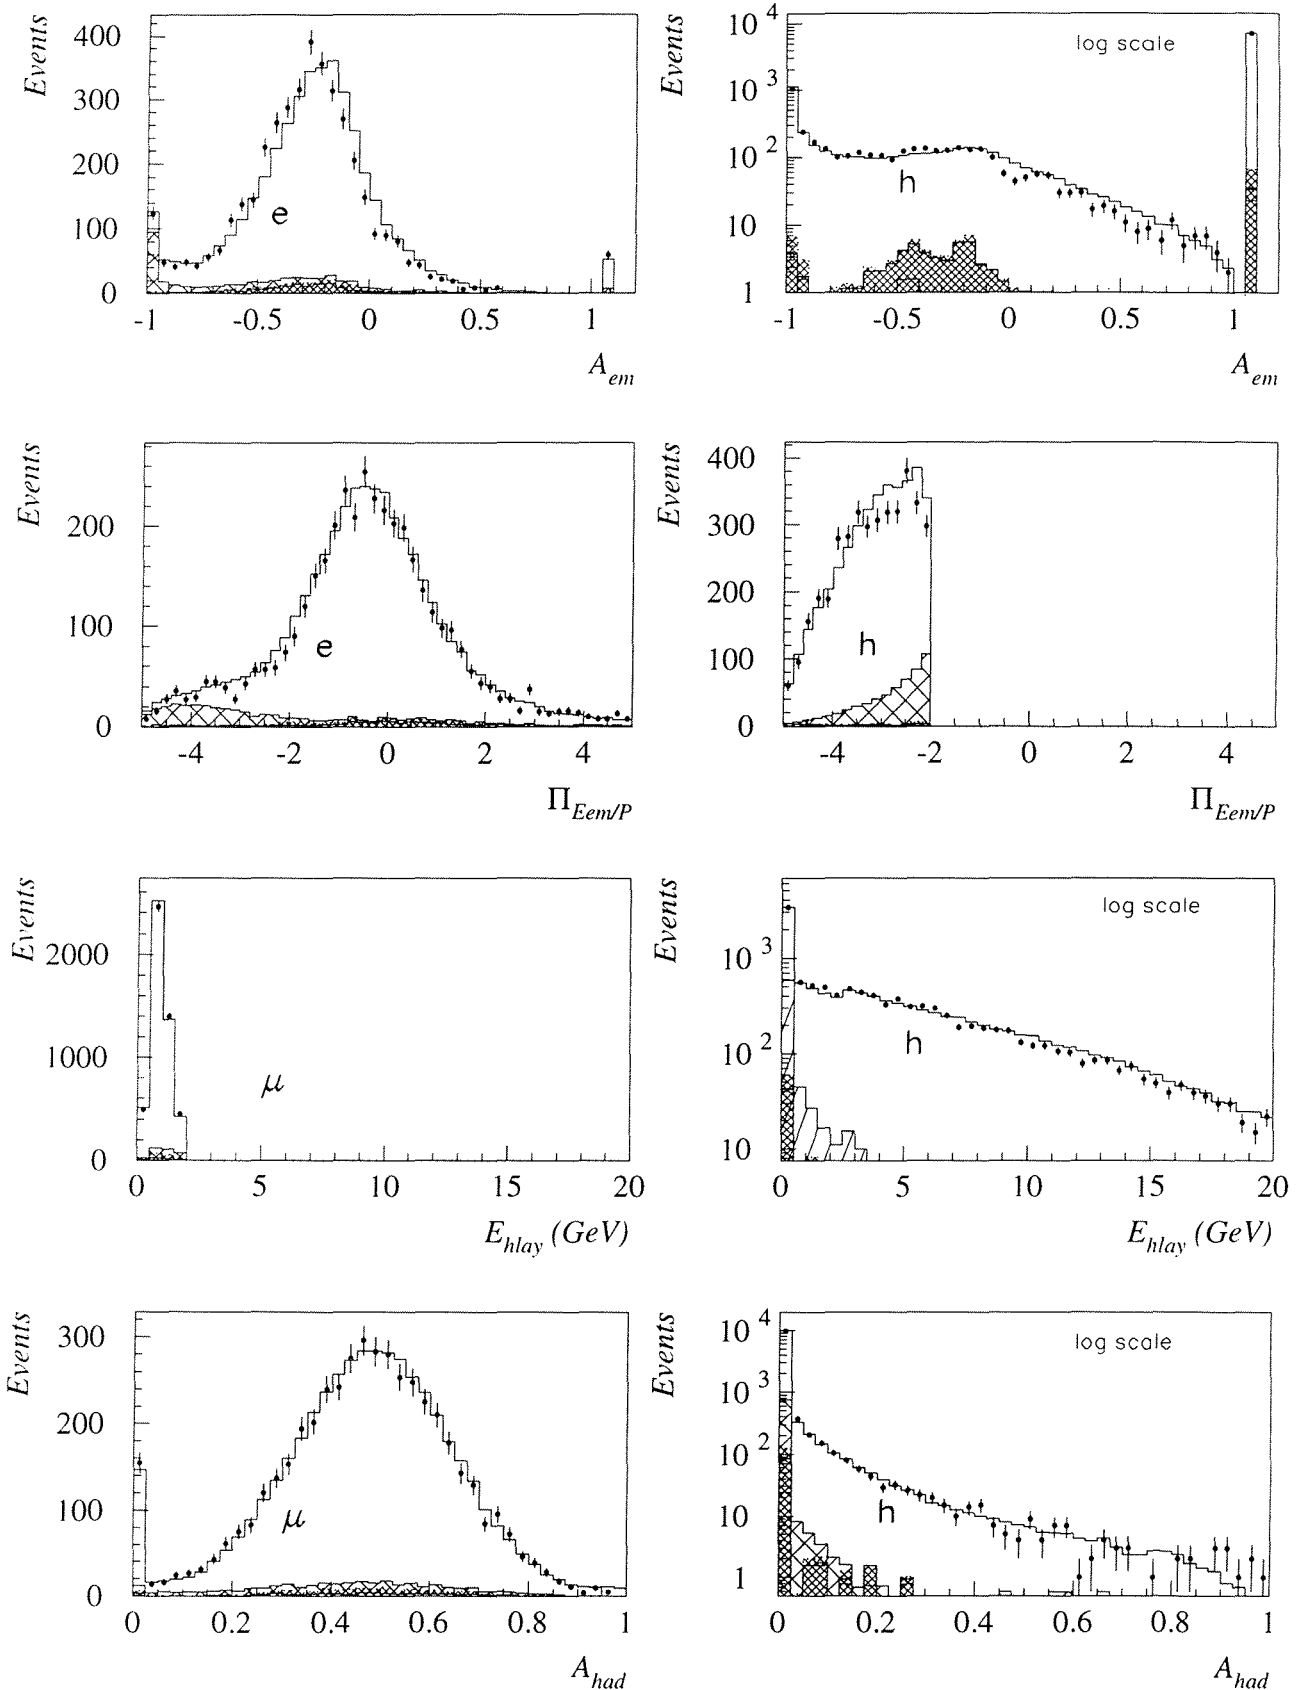 Events
400
300
200
100
0
e
-1 -0.5 0 0.5 1
A_em
Events
10^4
10^3
10^2
10
1
log scale
h
-1 -0.5 0 0.5 1
A_em
Events
200
100
0
e
-4 -2 0 2 4
Π_Eem/P
Events
400
300
200
100
0
h
-4 -2 0 2 4
Π_Eem/P
Events
2000
1000
0
μ
0 5 10 15 20
E_hlay (GeV)
Events
10^3
10^2
10
log scale
h
0 5 10 15 20
E_hlay (GeV)
Events
300
200
100
0
μ
0 0.2 0.4 0.6 0.8 1
A_had
Events
10^4
10^3
10^2
10
1
log scale
h
0 0.2 0.4 0.6 0.8 1
A_had